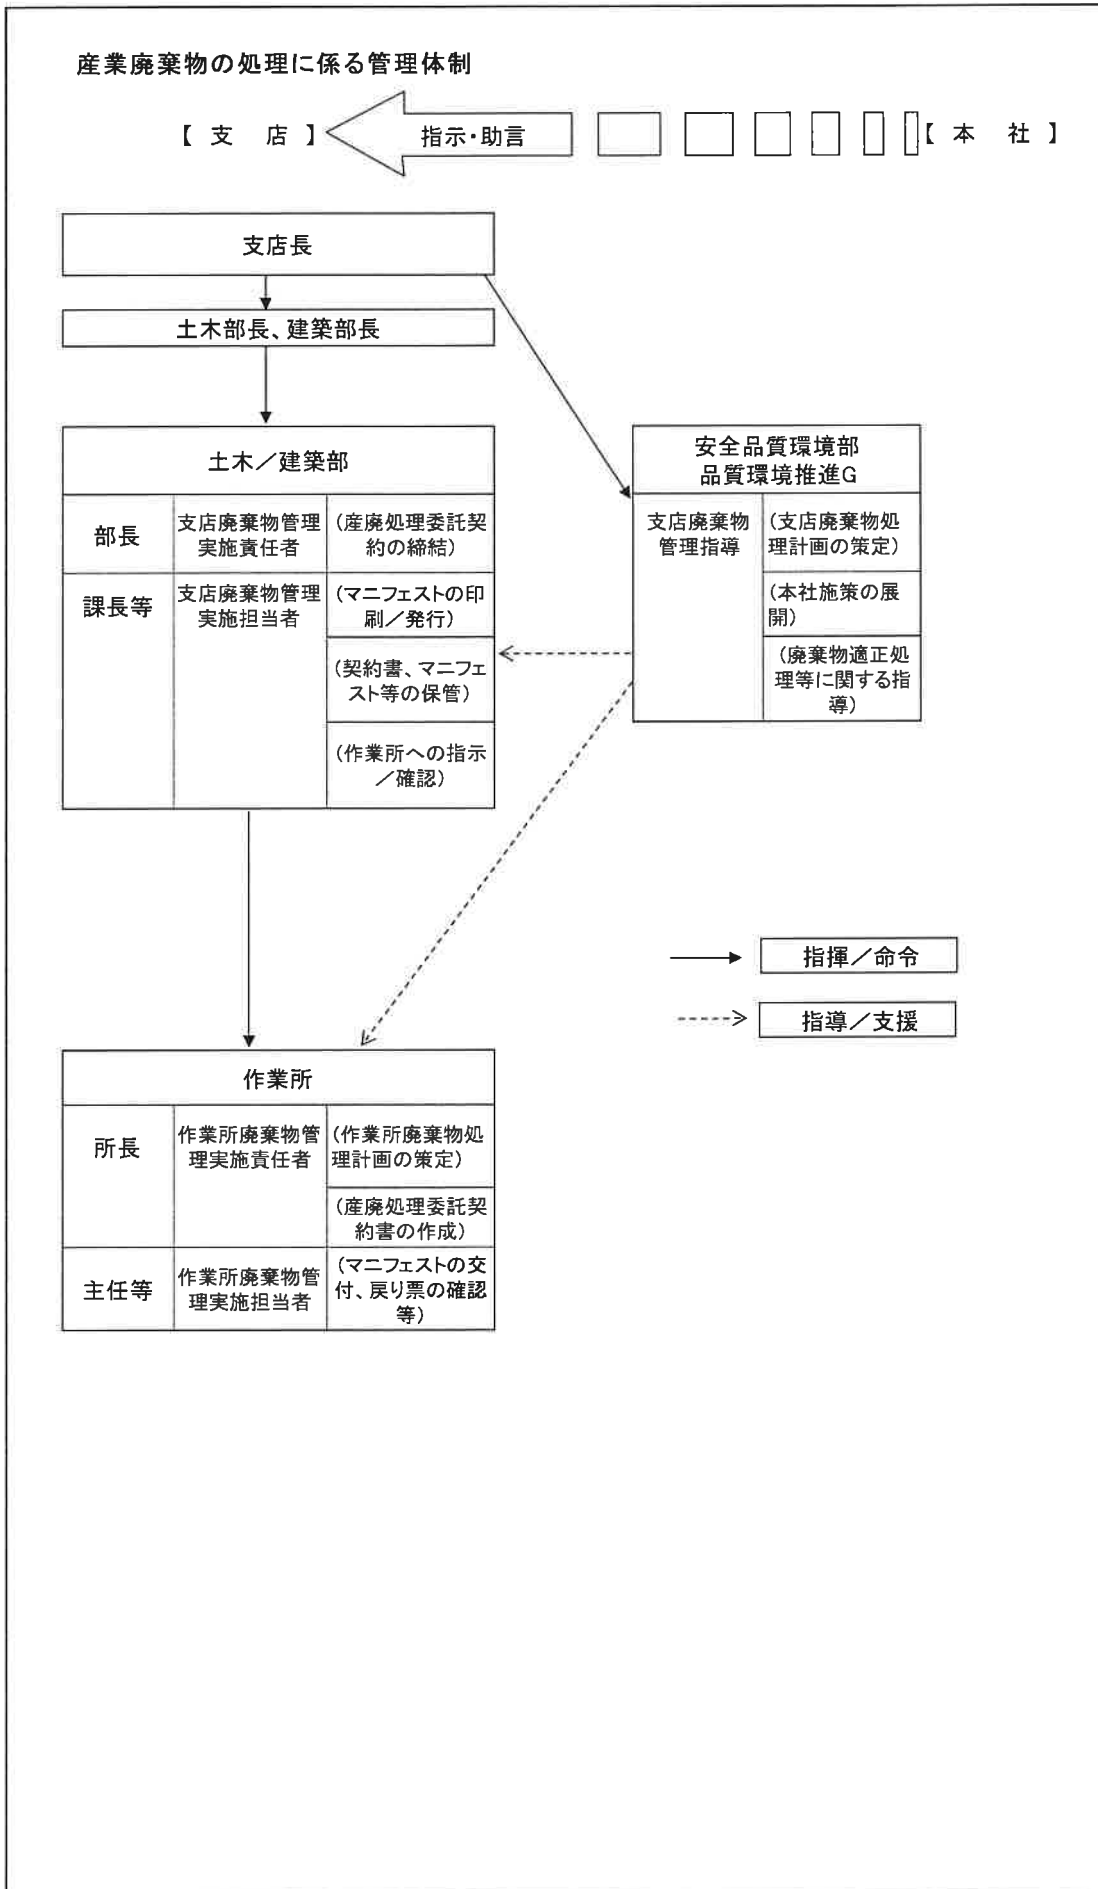 産業廃棄物の処理に係る管理体制
【 支 店 】 指示・助言 【 本 社 】
支店長
土木部長、建築部長
土木／建築部
部長
支店廃棄物管理
実施責任者
(産廃処理委託契
約の締結)
課長等
支店廃棄物管理
実施担当者
(マニフェストの印
刷／発行)
(契約書、マニフェ
スト等の保管)
(作業所への指示
／確認)
安全品質環境部
品質環境推進G
支店廃棄物
管理指導
(支店廃棄物処
理計画の策定)
(本社施策の展
開)
(廃棄物適正処
理等に関する指
導)
指揮／命令
指導／支援
作業所
所長
作業所廃棄物管
理実施責任者
(作業所廃棄物処
理計画の策定)
(産廃処理委託契
約書の作成)
主任等
作業所廃棄物管
理実施担当者
(マニフェストの交
付、戻り票の確認
等)